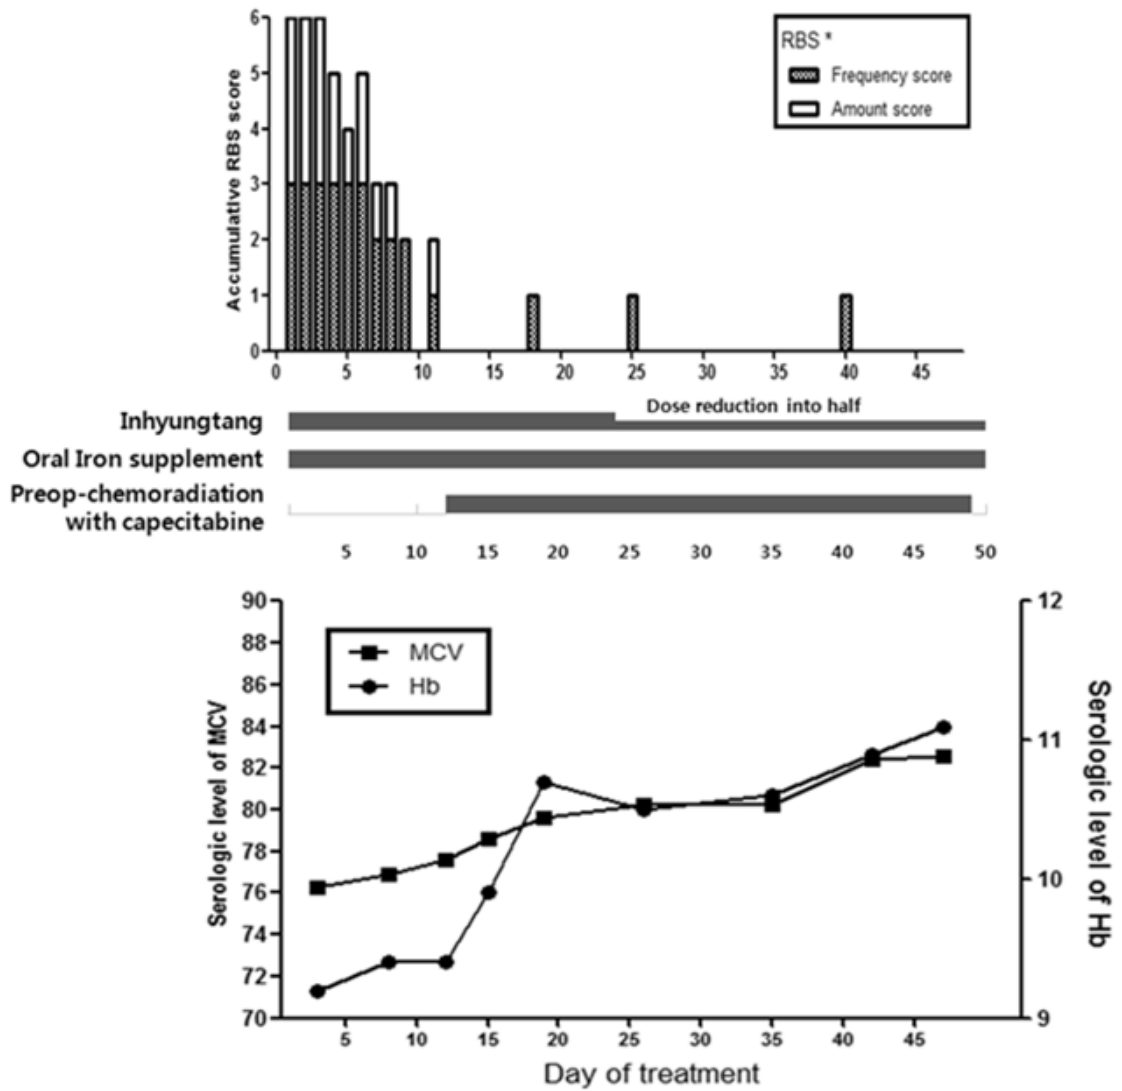 6
5
4
3
2
1
0
Accumulative RBS score
RBS *
Frequency score
Amount score
0 5 10 15 20 25 30 35 40 45
Dose reduction into half
Inhyungtang
Oral Iron supplement
Preop-chemoradiation
with capecitabine
5 10 15 20 25 30 35 40 45 50
90
88
86
84
82
80
78
76
74
72
70
Serologic level of MCV
MCV
Hb
12
11
10
9
Serologic level of Hb
5 10 15 20 25 30 35 40 45
Day of treatment